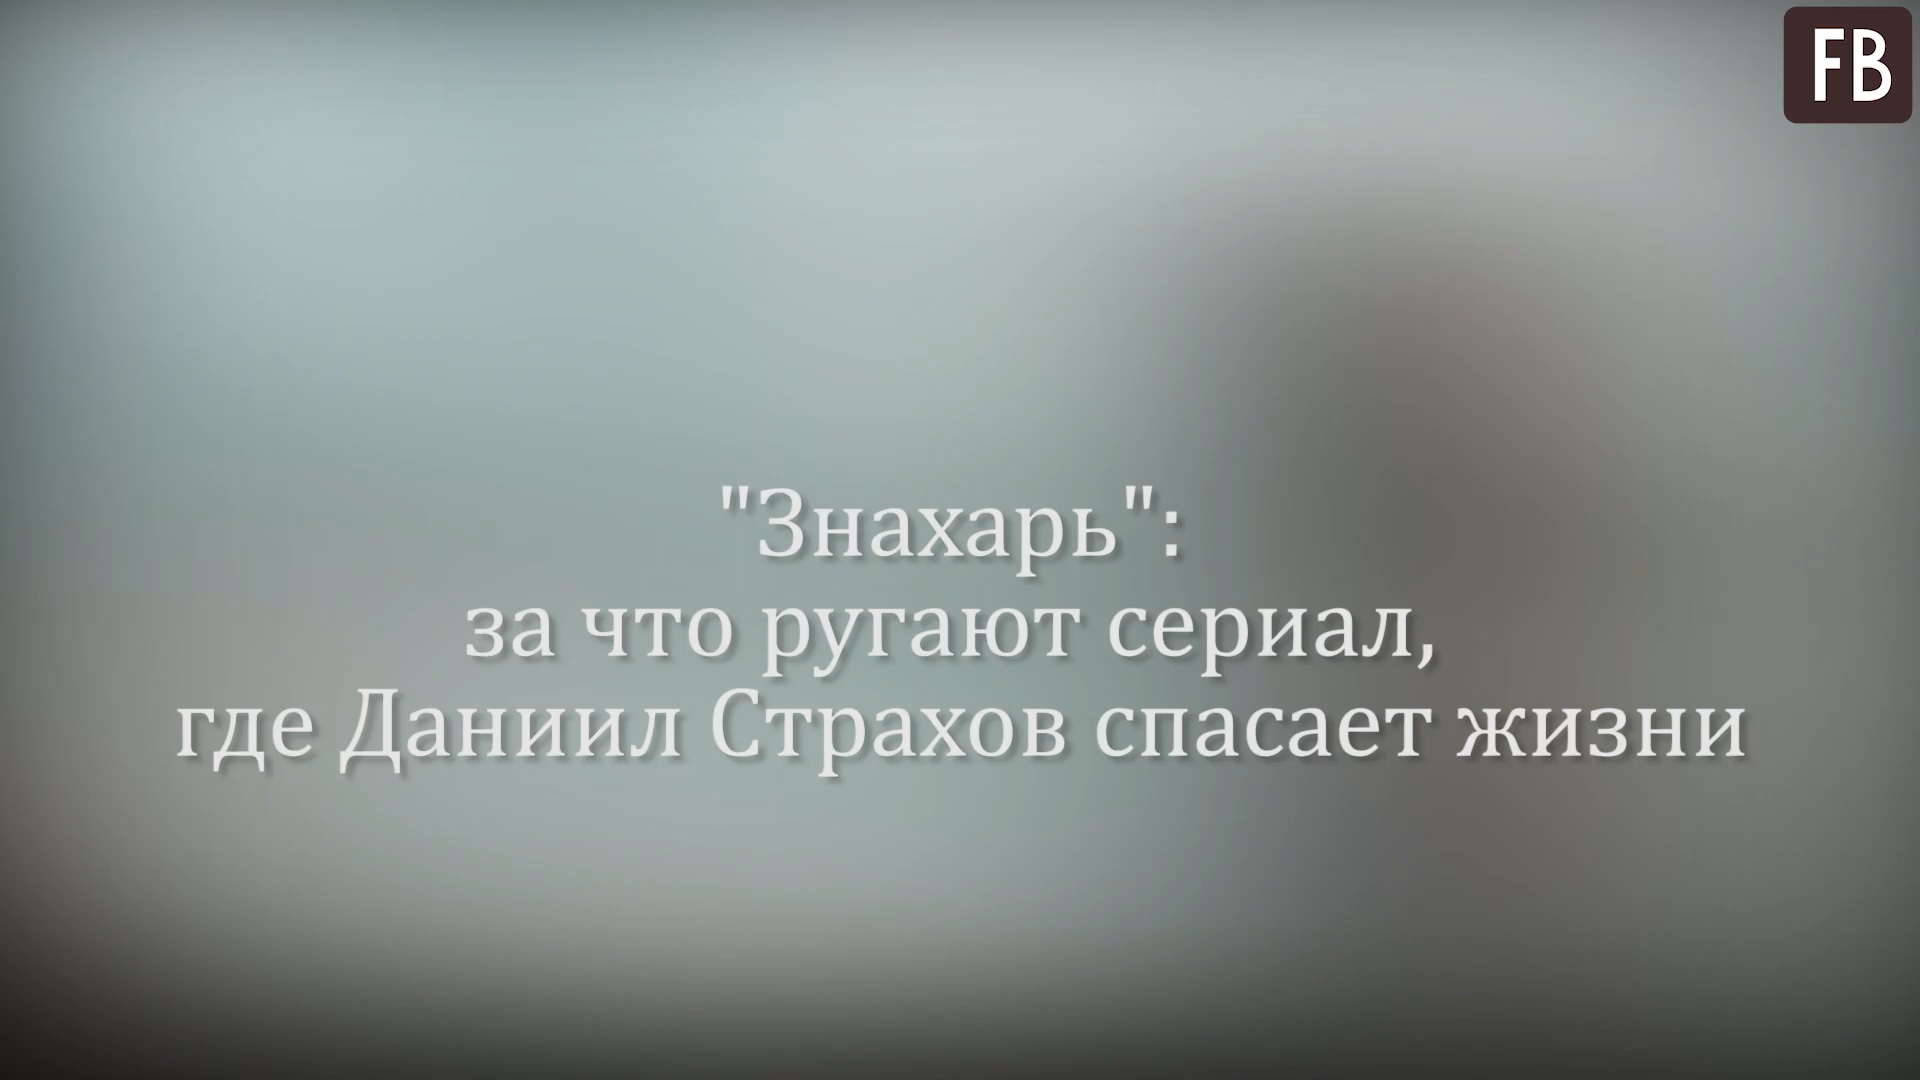 FB
"Знахарь":
за что ругают сериал,
где Даниил Страхов спасает жизни